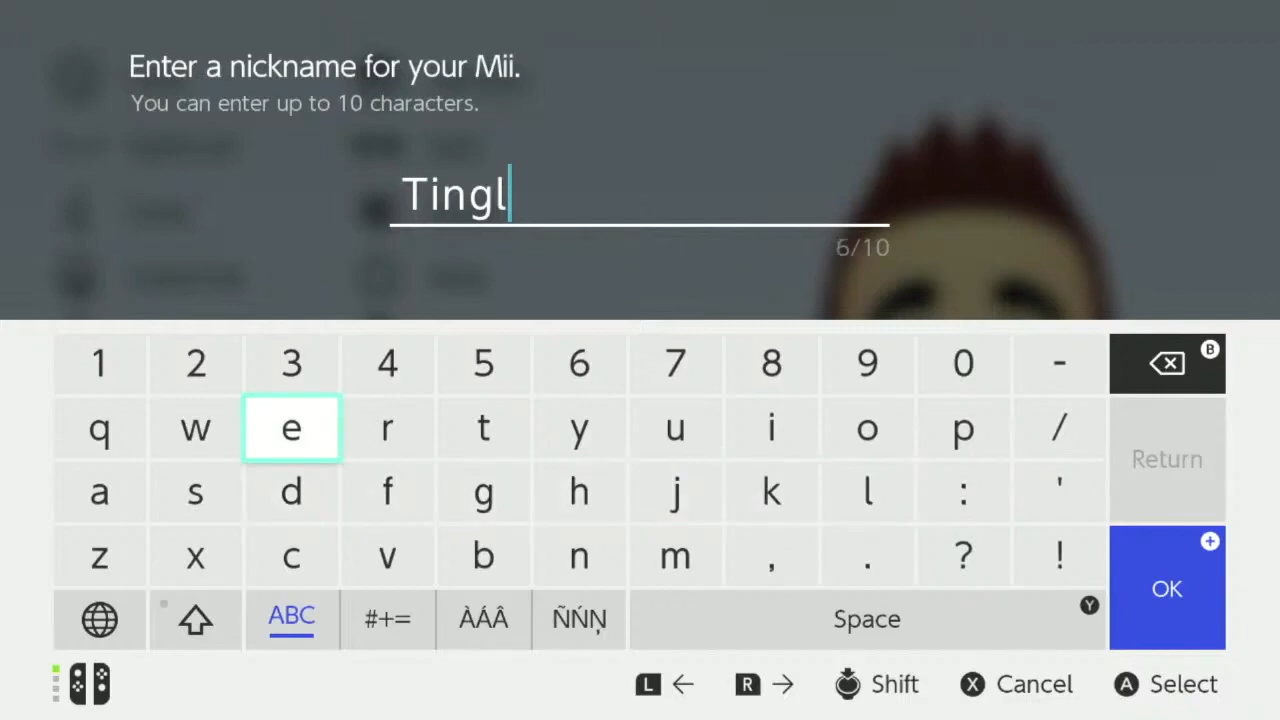 Enter a nickname for your Mii.
You can enter up to 10 characters.
Tingl
6/10
1 2 3 4 5 6 7 8 9 0 - B
q w e r t y u i o p / Return
a s d f g h j k l : '
z x c v b n m , . ? ! + OK
ABC #+= ÀÁÂ ÑŃŅ Space Y
L ← R → Shift X Cancel A Select